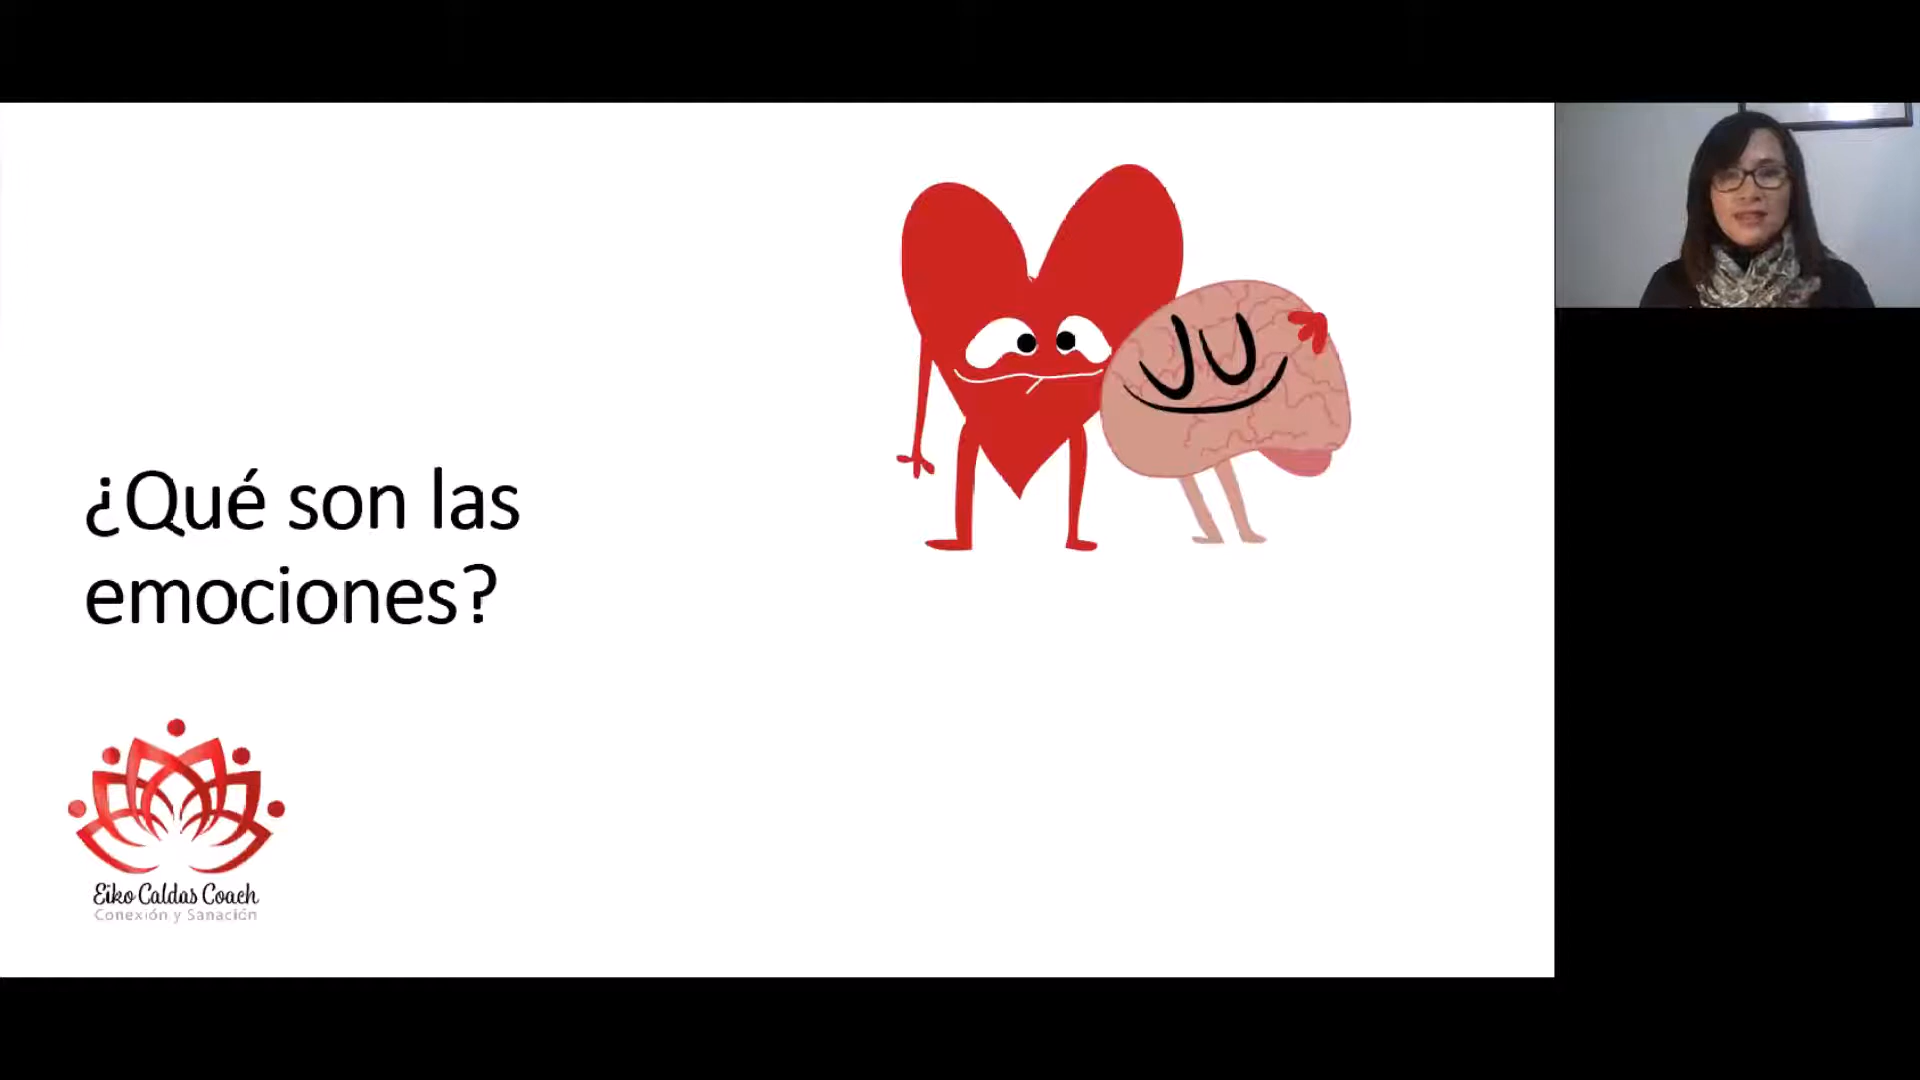 ¿Qué son las
emociones?
Eiko Caldas Coach
Conexión y Sanación